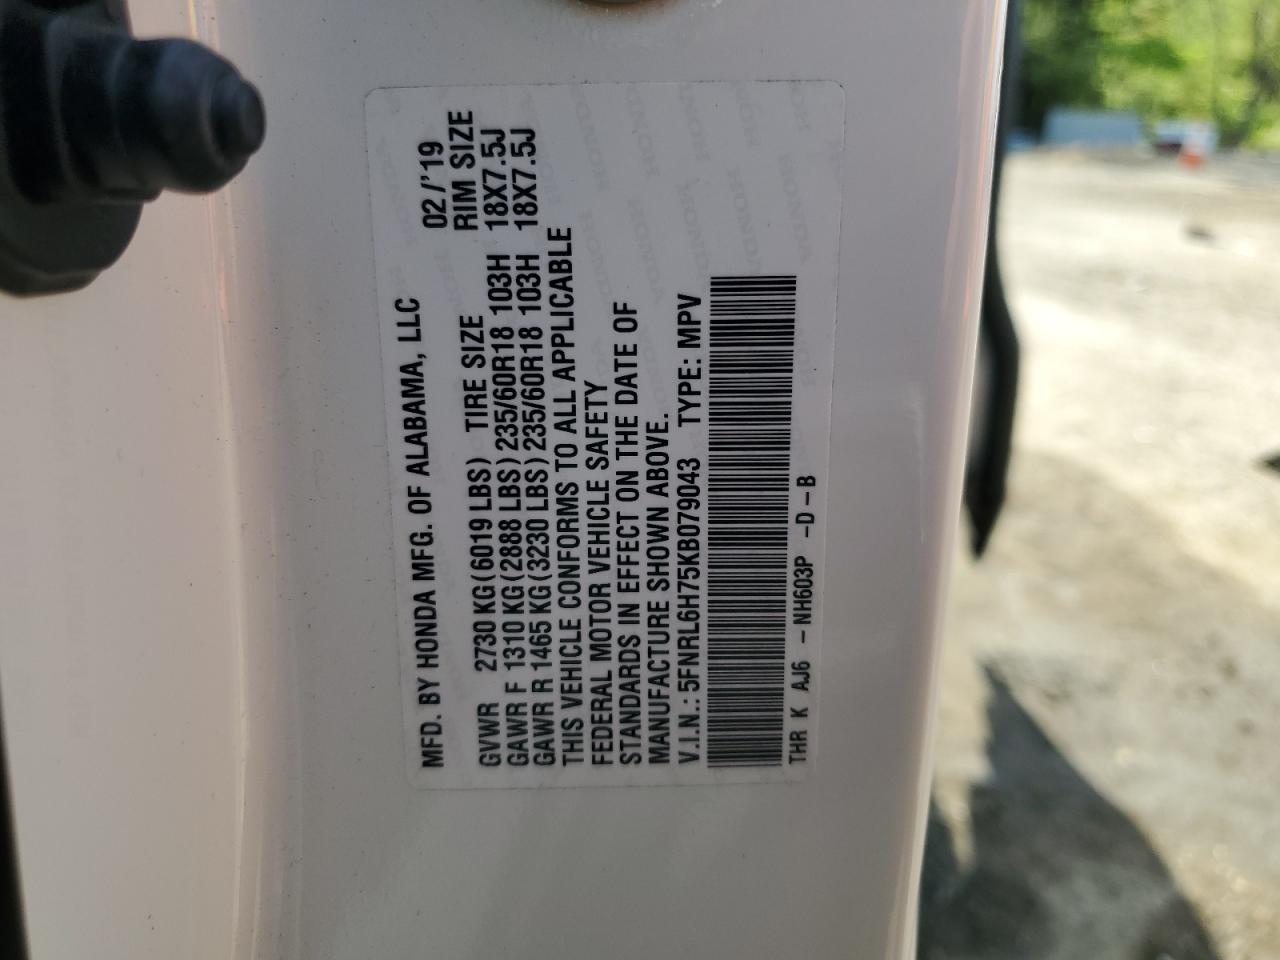 MFD. BY HONDA MFG. OF ALABAMA, LLC 02/'19
GVWR 2730 KG(6019 LBS) TIRE SIZE RIM SIZE
GAWR F 1310 KG(2888 LBS) 235/60R18 103H 18X7.5J
GAWR R 1465 KG(3230 LBS) 235/60R18 103H 18X7.5J
THIS VEHICLE CONFORMS TO ALL APPLICABLE
FEDERAL MOTOR VEHICLE SAFETY
STANDARDS IN EFFECT ON THE DATE OF
MANUFACTURE SHOWN ABOVE.
V.I.N.: 5FNRL6H75KB079043 TYPE: MPV
THR K AJ6 -NH603P -D-B